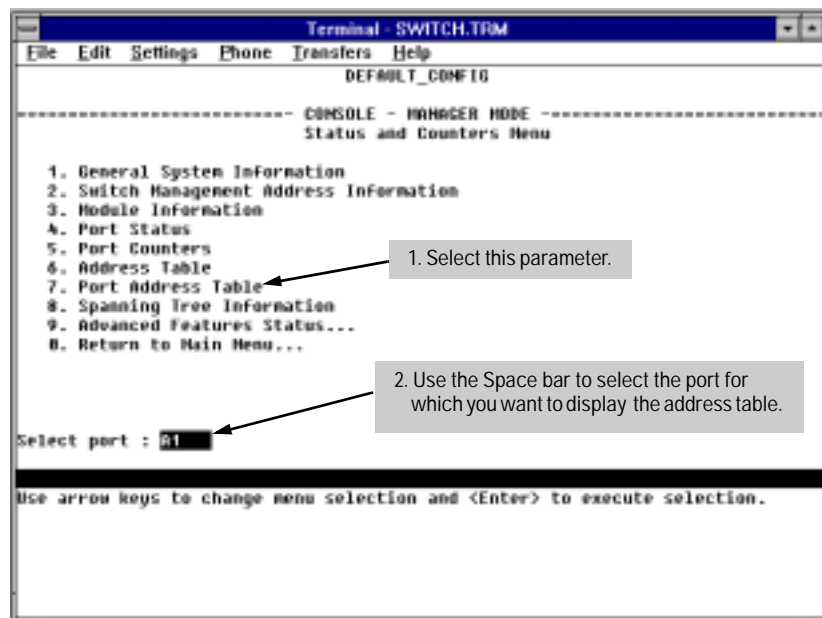 Terminal - SWITCH.TRM
File Edit Settings Phone Transfers Help
DEFAULT_CONFIG
---------------------------- CONSOLE - MANAGER MODE ----------------------------
Status and Counters Menu
1. General System Information
2. Switch Management Address Information
3. Module Information
4. Port Status
5. Port Counters
6. Address Table
7. Port Address Table
8. Spanning Tree Information
9. Advanced Features Status...
0. Return to Main Menu...
1. Select this parameter.
2. Use the Space bar to select the port for
which you want to display the address table.
Select port : A1
Use arrow keys to change menu selection and <Enter> to execute selection.